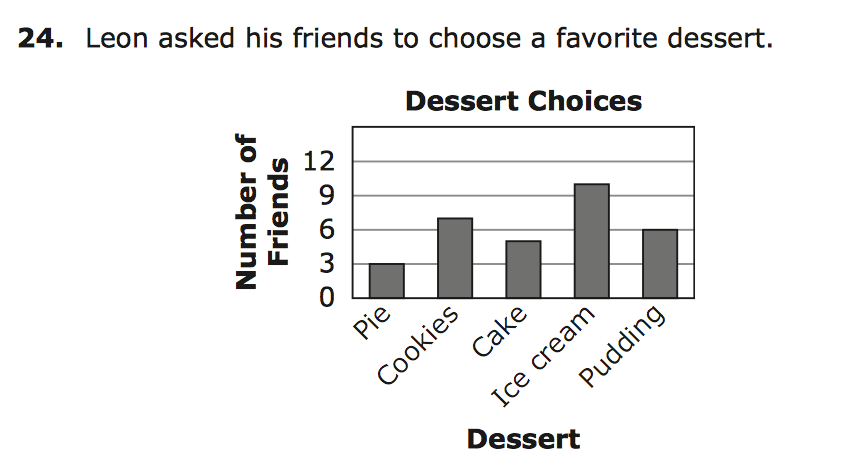 24. Leon asked his friends to choose a favorite dessert.
Dessert Choices
Number of
Friends
12
9
6
3
0
Pie
Cookies
Cake
Ice cream
Pudding
Dessert